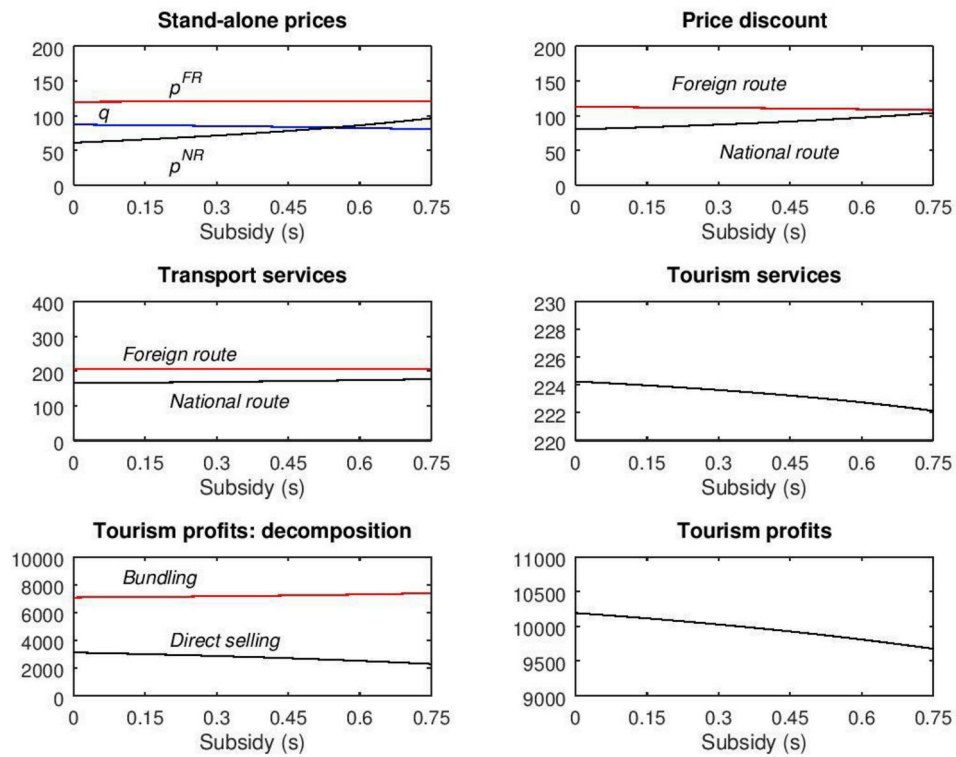 Stand-alone prices
200
150
100
50
0
p^FR
q
p^NR
0 0.15 0.3 0.45 0.6 0.75
Subsidy (s)
Price discount
200
150
100
50
0
Foreign route
National route
0 0.15 0.3 0.45 0.6 0.75
Subsidy (s)
Transport services
400
300
200
100
0
Foreign route
National route
0 0.15 0.3 0.45 0.6 0.75
Subsidy (s)
Tourism services
230
228
226
224
222
220
0 0.15 0.3 0.45 0.6 0.75
Subsidy (s)
Tourism profits: decomposition
10000
8000
6000
4000
2000
0
Bundling
Direct selling
0 0.15 0.3 0.45 0.6 0.75
Subsidy (s)
Tourism profits
11000
10500
10000
9500
9000
0 0.15 0.3 0.45 0.6 0.75
Subsidy (s)